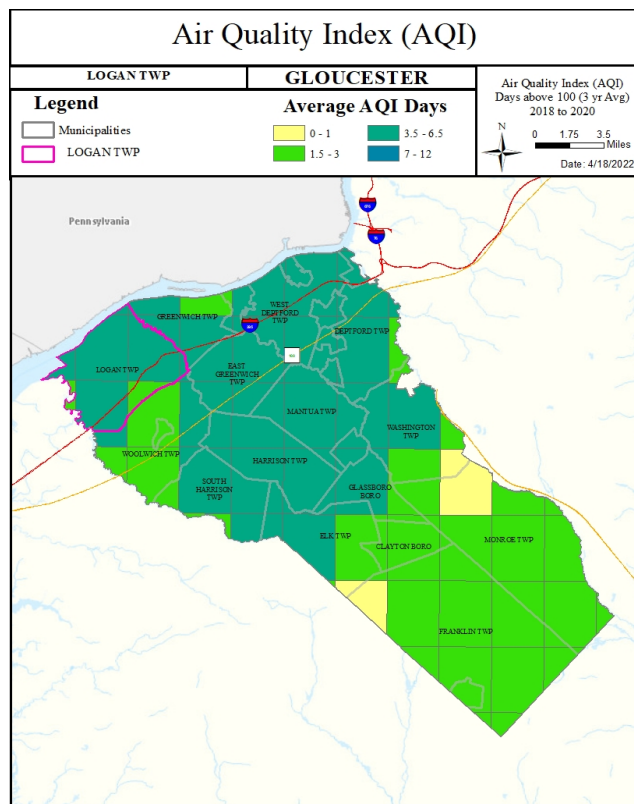 Air Quality Index (AQI)
LOGAN TWP
GLOUCESTER
Air Quality Index (AQI)
Days above 100 (3 yr Avg)
2018 to 2020
Legend
Municipalities
LOGAN TWP
Average AQI Days
0 - 1
3.5 - 6.5
1.5 - 3
7 - 12
N
0 1.75 3.5
Miles
Date: 4/18/2022
Pennsylvania
GREENWICH TWP
WEST
DEPTFORD
TWP
DEPTFORD TWP
LOGAN TWP
EAST
GREENWICH
TWP
MANTUA TWP
WASHINGTON
TWP
WOOLWICH TWP
HARRISON TWP
SOUTH
HARRISON
TWP
GLASSBORO
BORO
ELK TWP
CLAYTON BORO
MONROE TWP
FRANKLIN TWP